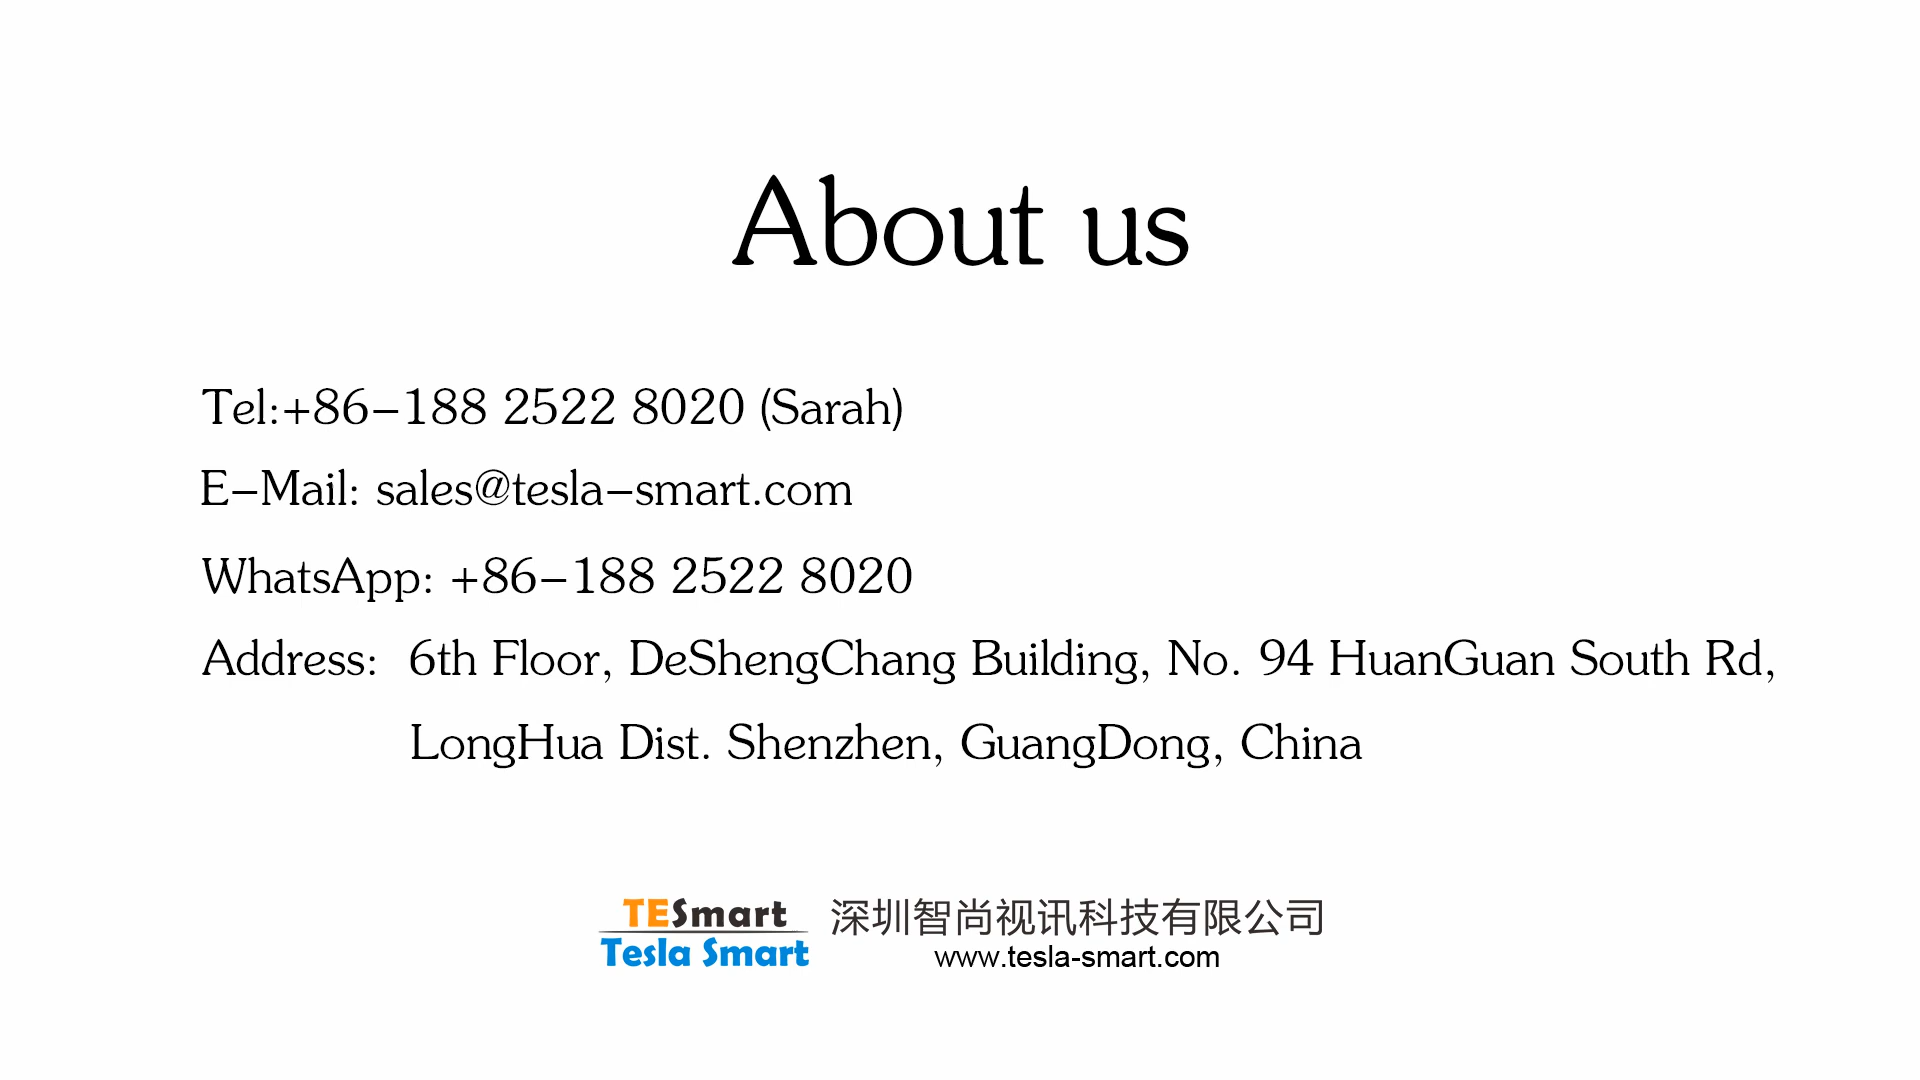 About us
Tel:+86-188 2522 8020 (Sarah)
E-Mail: sales@tesla-smart.com
WhatsApp: +86-188 2522 8020
Address: 6th Floor, DeShengChang Building, No. 94 HuanGuan South Rd,
LongHua Dist. Shenzhen, GuangDong, China
TESmart
Tesla Smart
深圳智尚视讯科技有限公司
www.tesla-smart.com